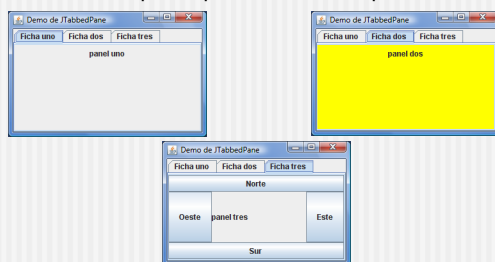 Demo de JTabbedPane
Ficha uno Ficha dos Ficha tres
panel uno
Demo de JTabbedPane
Ficha uno Ficha dos Ficha tres
panel dos
Demo de JTabbedPane
Ficha uno Ficha dos Ficha tres
Norte
Oeste panel tres Este
Sur